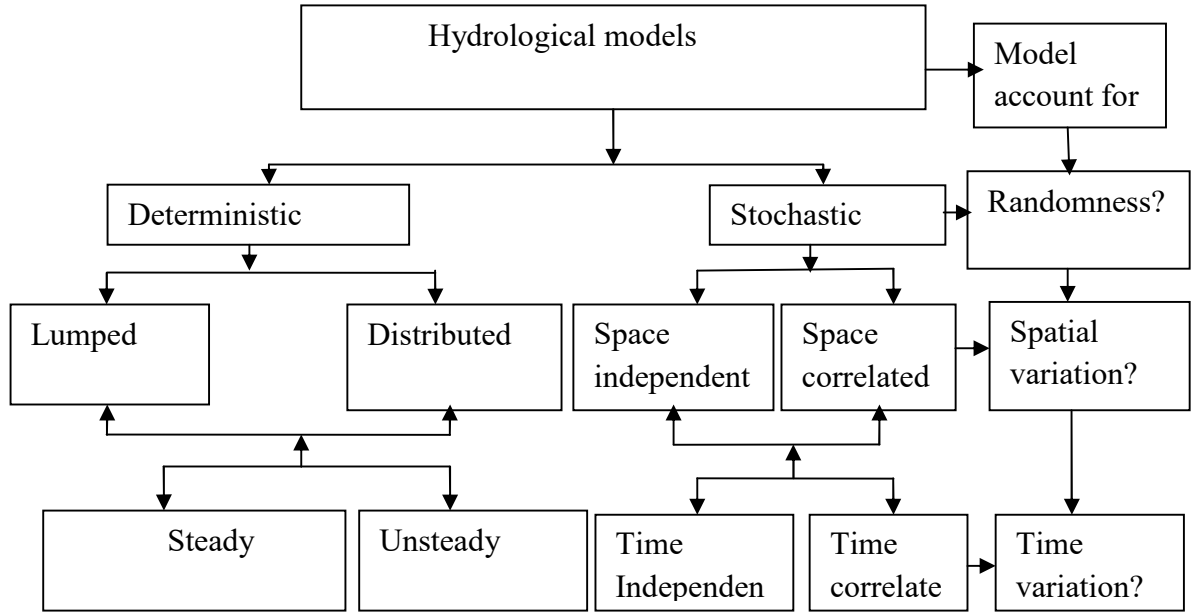 Hydrological models
Model
account for
Deterministic
Stochastic
Randomness?
Lumped
Distributed
Space
independent
Space
correlated
Spatial
variation?
Steady
Unsteady
Time
Independen
Time
correlate
Time
variation?